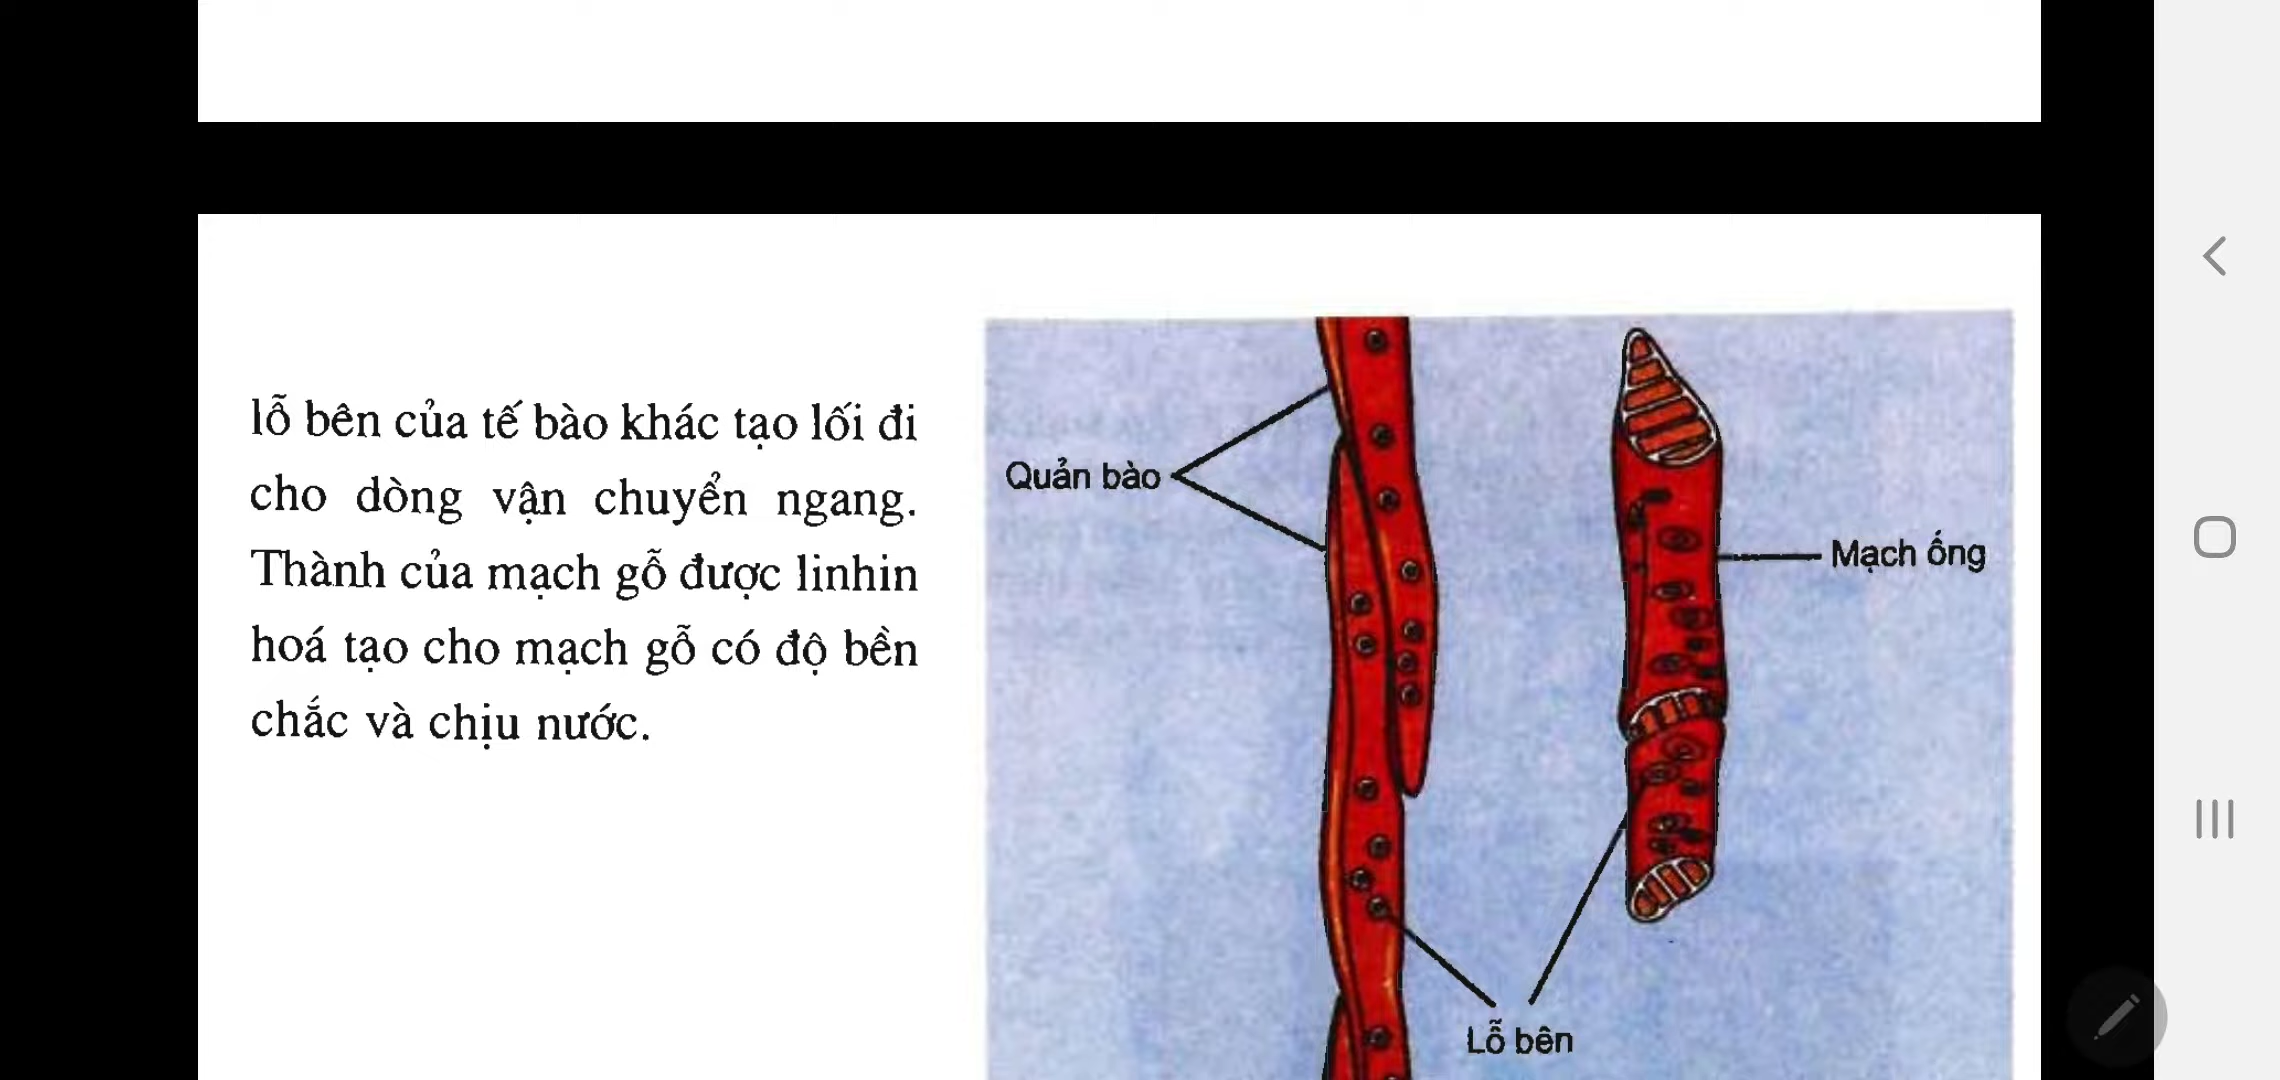 lỗ bên của tế bào khác tạo lối đi
cho dòng vận chuyển ngang.
Thành của mạch gỗ được linhin
hoá tạo cho mạch gỗ có độ bền
chắc và chịu nước.
Quản bào
Mạch ống
Lỗ bên